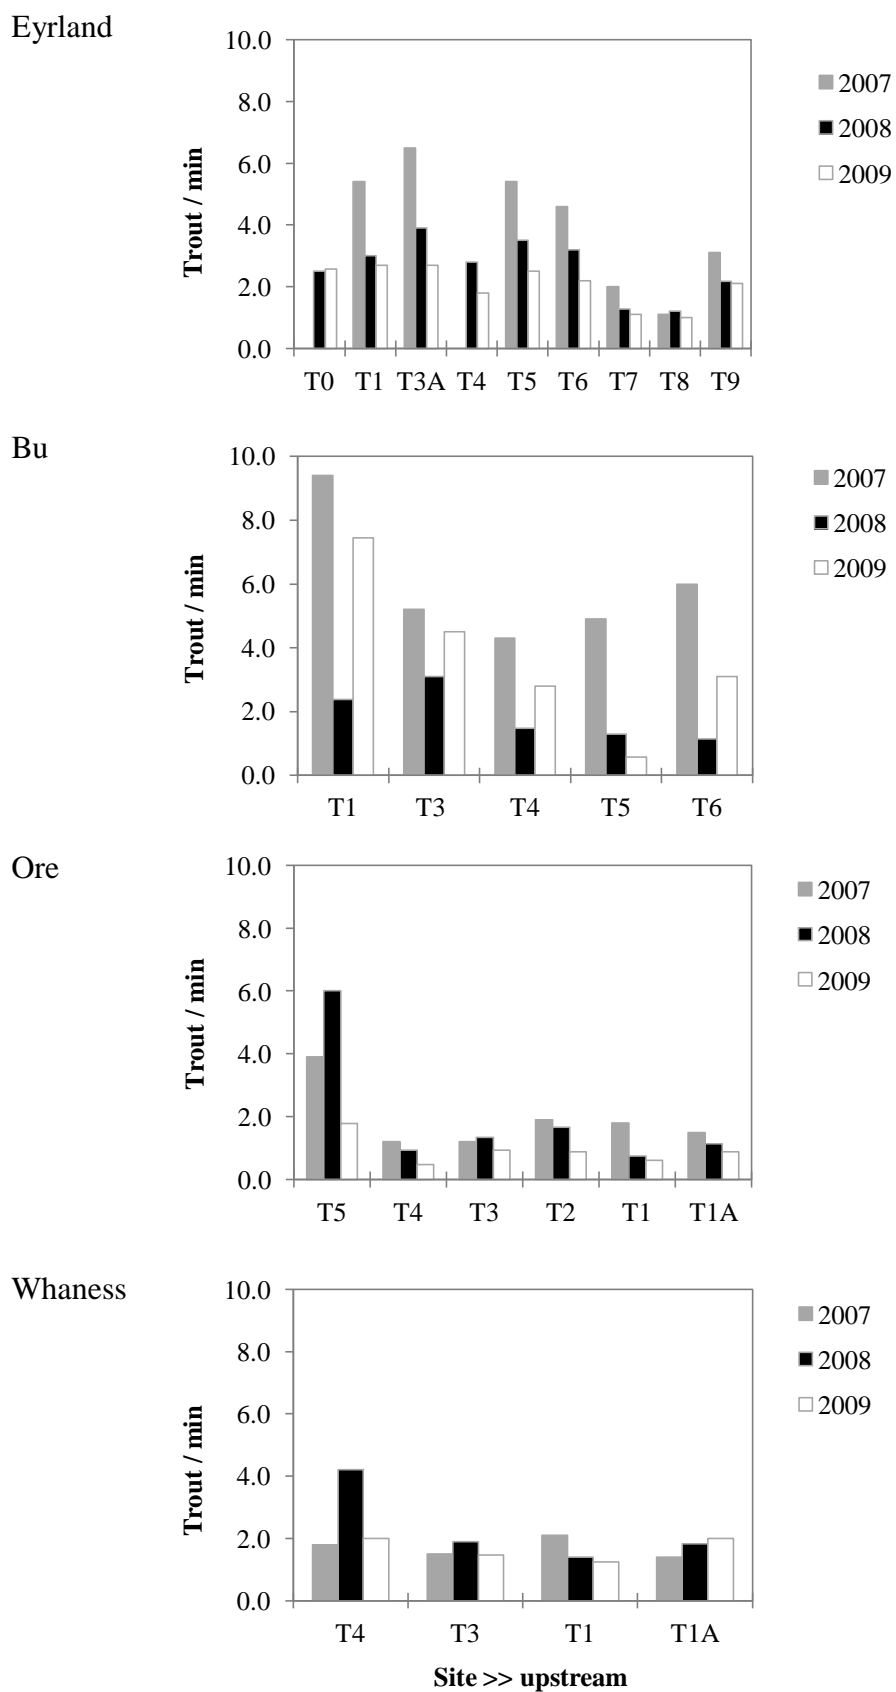 Eyrland
10.0
8.0
6.0
4.0
2.0
0.0
Trout / min
T0 T1 T3A T4 T5 T6 T7 T8 T9
2007
2008
2009
Bu
10.0
8.0
6.0
4.0
2.0
0.0
Trout / min
T1 T3 T4 T5 T6
2007
2008
2009
Ore
10.0
8.0
6.0
4.0
2.0
0.0
Trout / min
T5 T4 T3 T2 T1 T1A
2007
2008
2009
Whaness
10.0
8.0
6.0
4.0
2.0
0.0
Trout / min
T4 T3 T1 T1A
2007
2008
2009
Site >> upstream